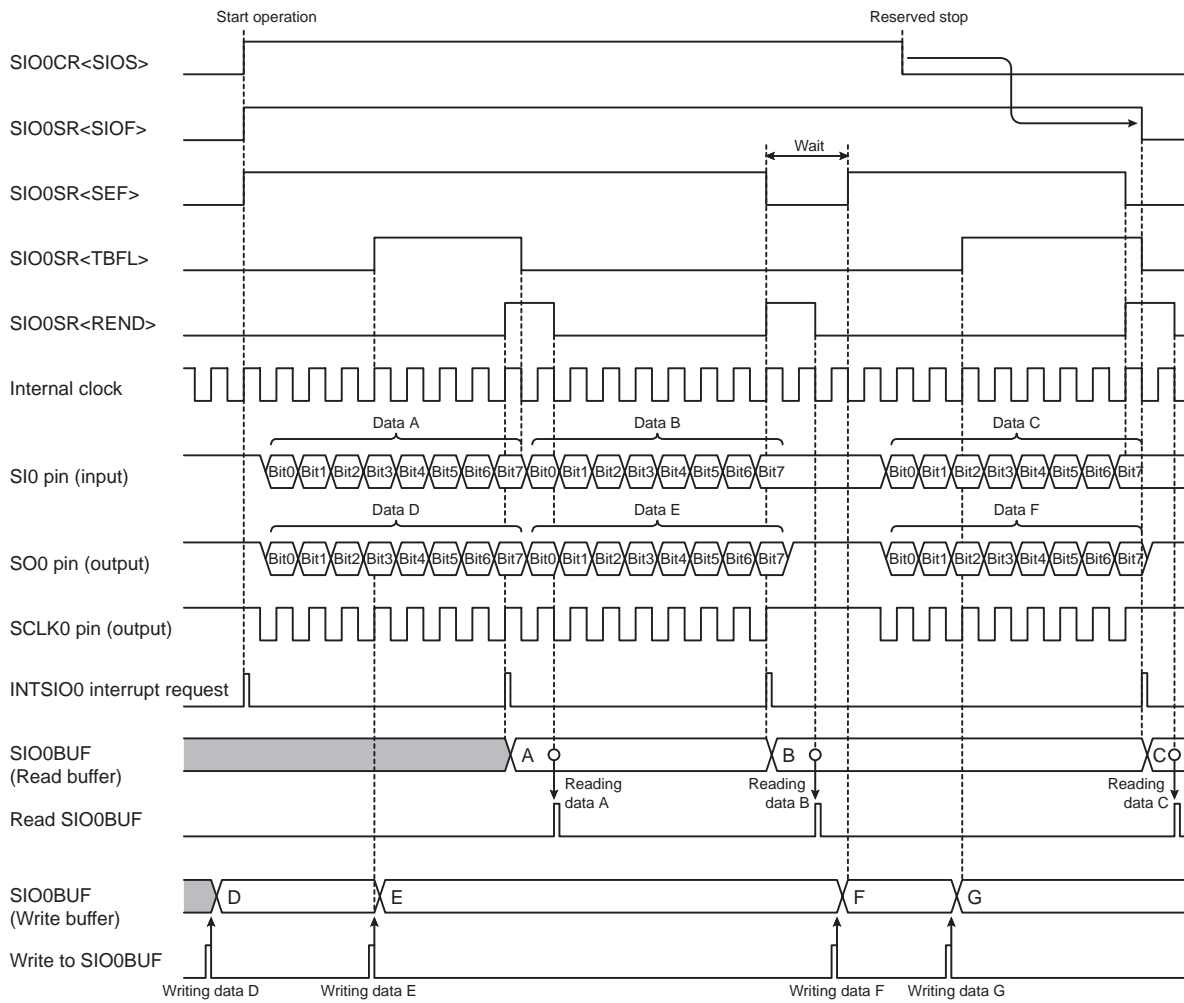 Start operation
Reserved stop
SIO0CR<SIOS>
SIO0SR<SIOF>
Wait
SIO0SR<SEF>
SIO0SR<TBFL>
SIO0SR<REND>
Internal clock
Data A
Data B
Data C
SI0 pin (input)
Bit0 Bit1 Bit2 Bit3 Bit4 Bit5 Bit6 Bit7 Bit0 Bit1 Bit2 Bit3 Bit4 Bit5 Bit6 Bit7 Bit0 Bit1 Bit2 Bit3 Bit4 Bit5 Bit6 Bit7
Data D
Data E
Data F
SO0 pin (output)
Bit0 Bit1 Bit2 Bit3 Bit4 Bit5 Bit6 Bit7 Bit0 Bit1 Bit2 Bit3 Bit4 Bit5 Bit6 Bit7 Bit0 Bit1 Bit2 Bit3 Bit4 Bit5 Bit6 Bit7
SCLK0 pin (output)
INTSIO0 interrupt request
SIO0BUF
(Read buffer)
A
B
C
Reading
data A
Reading
data B
Reading
data C
Read SIO0BUF
SIO0BUF
(Write buffer)
D
E
F
G
Write to SIO0BUF
Writing data D
Writing data E
Writing data F
Writing data G